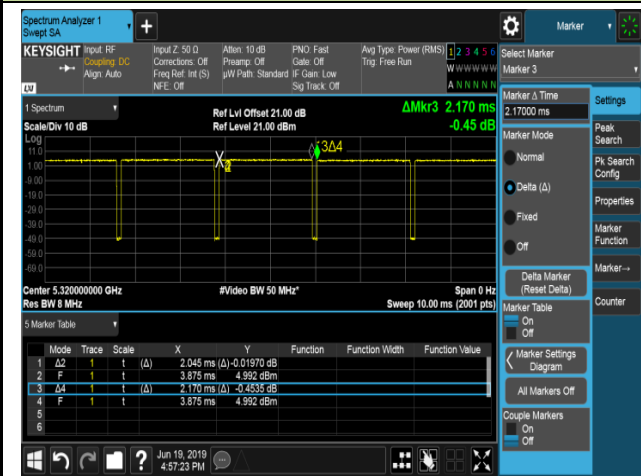 Spectrum Analyzer 1
Swept SA
+
Marker
KEYSIGHT Input: RF
Coupling: DC
Align: Auto
Input Z: 50 Ω
Corrections: Off
Freq Ref: Int (S)
NFE: Off
Atten: 10 dB
Preamp: Off
µW Path: Standard
PNO: Fast
Gate: Off
IF Gain: Low
Sig Track: Off
Avg Type: Power (RMS)
Trig: Free Run
1 2 3 4 5 6
W W W W W W
A N N N N N
LXI
Select Marker
Marker 3
Marker Δ Time
2.17000 ms
Settings
Peak Search
Pk Search Config
Properties
Marker Function
Marker→
Counter
Marker Mode
Normal
Delta (Δ)
Fixed
Off
Delta Marker
(Reset Delta)
Marker Table
On
Off
Marker Settings
Diagram
All Markers Off
Couple Markers
On
Off
1 Spectrum
Scale/Div 10 dB
Ref Lvl Offset 21.00 dB
Ref Level 21.00 dBm
ΔMkr3 2.170 ms
-0.45 dB
Log
11.0
1.00
-9.00
-19.0
-29.0
-39.0
-49.0
-59.0
-69.0
3Δ4
Center 5.320000000 GHz
Res BW 8 MHz
#Video BW 50 MHz*
Span 0 Hz
Sweep 10.00 ms (2001 pts)
5 Marker Table
Mode Trace Scale X Y Function Function Width Function Value
1 Δ2 1 t (Δ) 2.045 ms (Δ) -0.01970 dB
2 F 1 t 3.875 ms 4.992 dBm
3 Δ4 1 t (Δ) 2.170 ms (Δ) -0.4535 dB
4 F 1 t 3.875 ms 4.992 dBm
5
6
?
Jun 19, 2019
4:57:23 PM